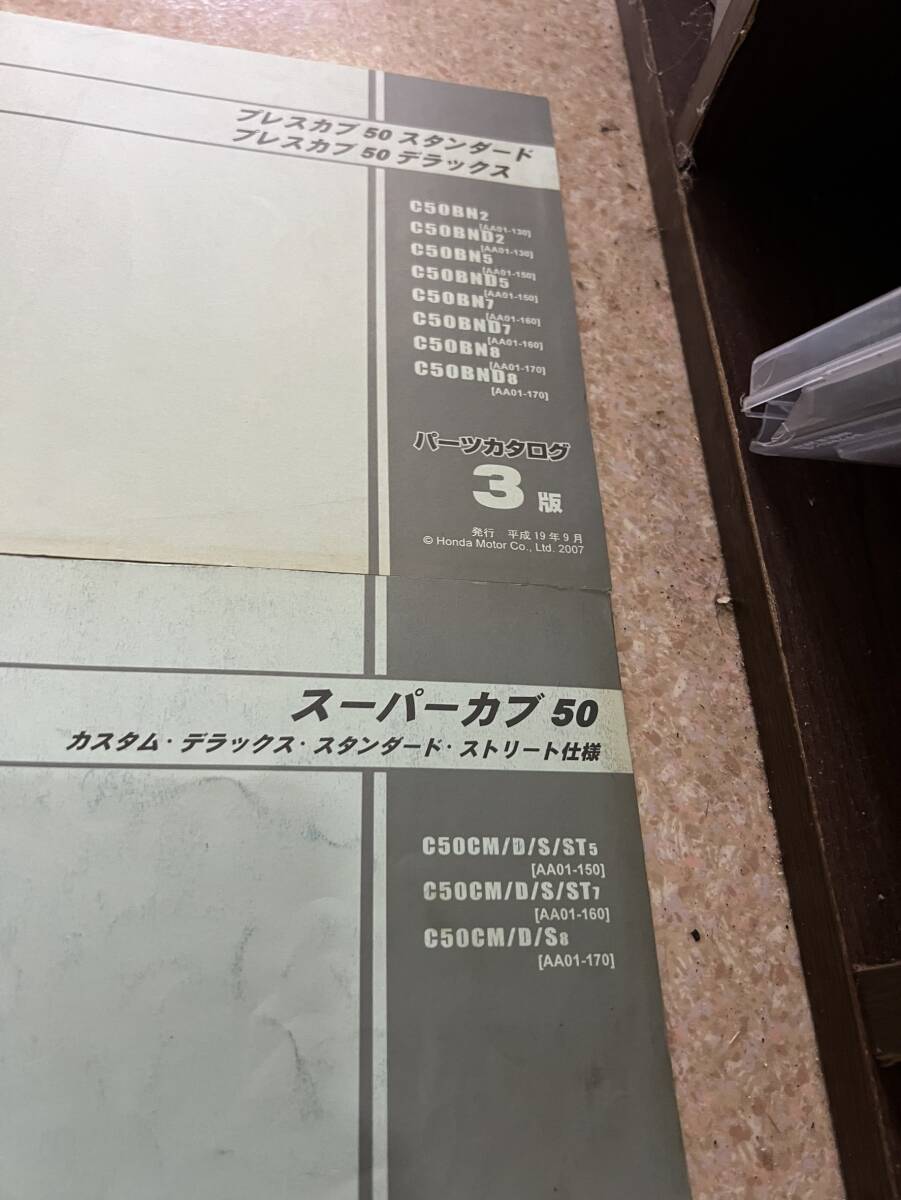 プレスカブ 50 スタンダード
プレスカブ 50 デラックス
C50BN2
[AA01-130]
C50BND2
[AA01-130]
C50BN5
[AA01-150]
C50BND5
[AA01-150]
C50BN7
[AA01-160]
C50BND7
[AA01-160]
C50BN8
[AA01-170]
C50BND8
[AA01-170]
パーツカタログ
3 版
発行 平成 19 年 9 月
© Honda Motor Co., Ltd. 2007
スーパーカブ 50
カスタム・デラックス・スタンダード・ストリート仕様
C50CM/D/S/ST5
[AA01-150]
C50CM/D/S/ST7
[AA01-160]
C50CM/D/S8
[AA01-170]